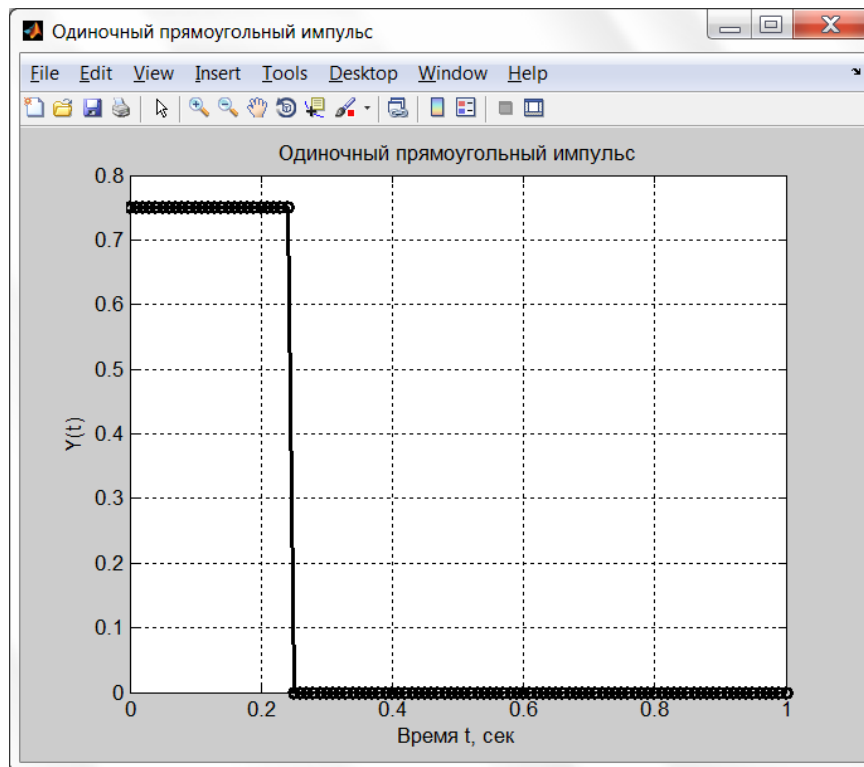 Одиночный прямоугольный импульс
File Edit View Insert Tools Desktop Window Help
Одиночный прямоугольный импульс
0.8
0.7
0.6
0.5
0.4
0.3
0.2
0.1
0
Y(t)
0 0.2 0.4 0.6 0.8 1
Время t, сек